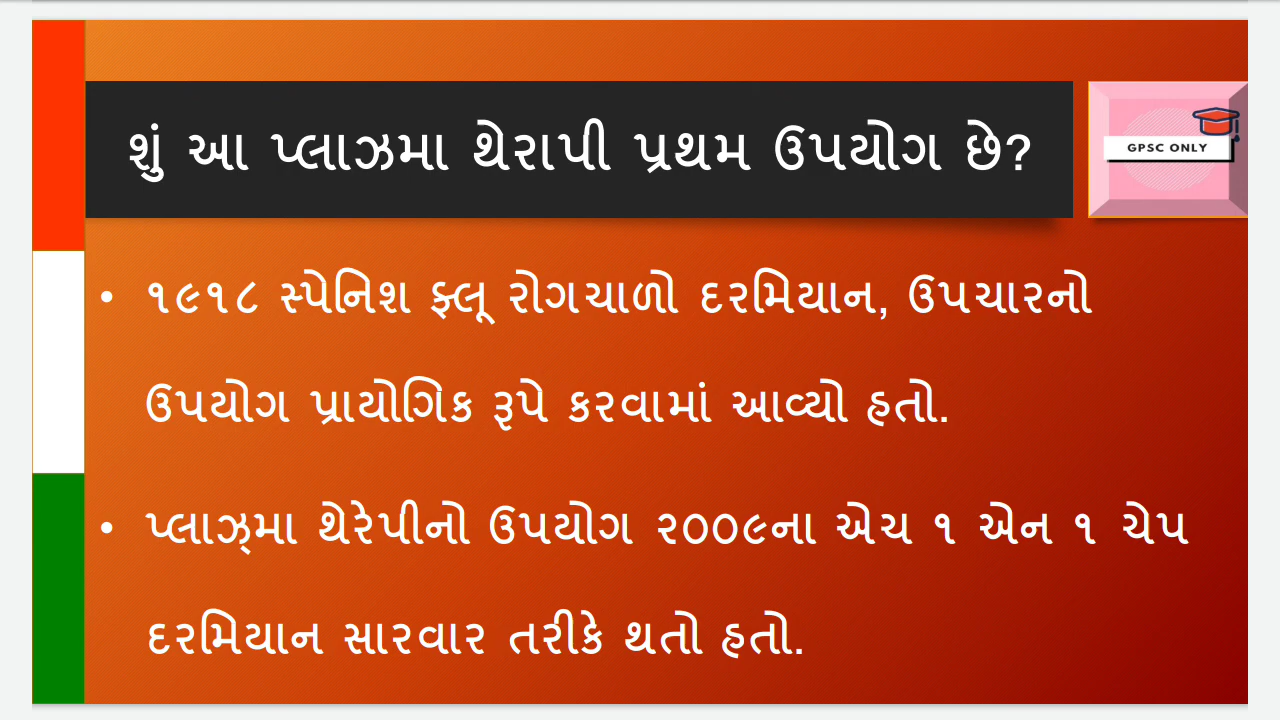 શું આ પ્લાઝમા થેરાપી પ્રથમ ઉપયોગ છે?
GPSC ONLY
• ૧૯૧૮ સ્પેનિશ ફ્લૂ રોગચાળો દરમિયાન, ઉપચારનો
ઉપયોગ પ્રાયોગિક રૂપે કરવામાં આવ્યો હતો.
• પ્લાઝ્મા થેરેપીનો ઉપયોગ ૨૦૦૯ના એચ ૧ એન ૧ ચેપ
દરમિયાન સારવાર તરીકે થતો હતો.